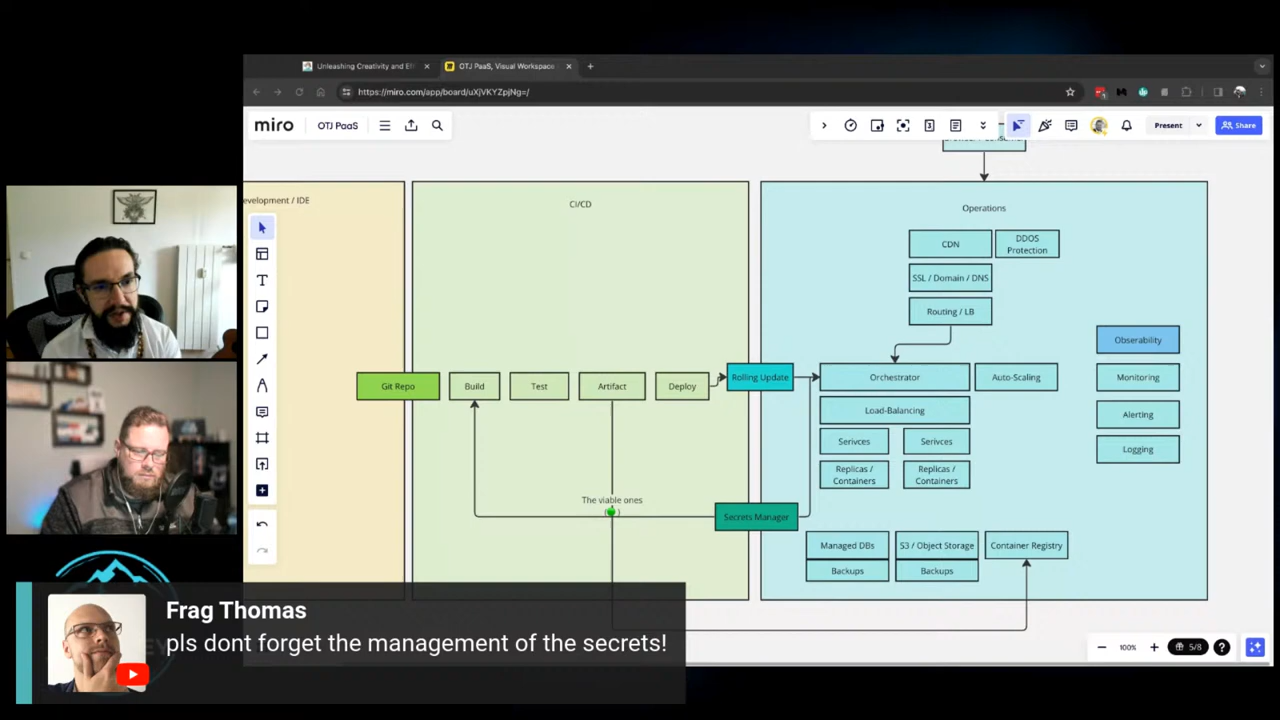 Unleashing Creativity and Ef
OTJ PaaS, Visual Workspace
https://miro.com/app/board/uXjVKYZpjNg=/
miro
OTJ PaaS
Present
Share
evelopment / IDE
CI/CD
Operations
CDN
DDOS
Protection
SSL / Domain / DNS
Routing / LB
Obserability
Git Repo
Build
Test
Artifact
Deploy
Rolling Update
Orchestrator
Auto-Scaling
Monitoring
Load-Balancing
Alerting
Serivces
Serivces
Logging
Replicas /
Containers
Replicas /
Containers
The viable ones
Secrets Manager
Managed DBs
S3 / Object Storage
Container Registry
Backups
Backups
Frag Thomas
pls dont forget the management of the secrets!
100%
5/8